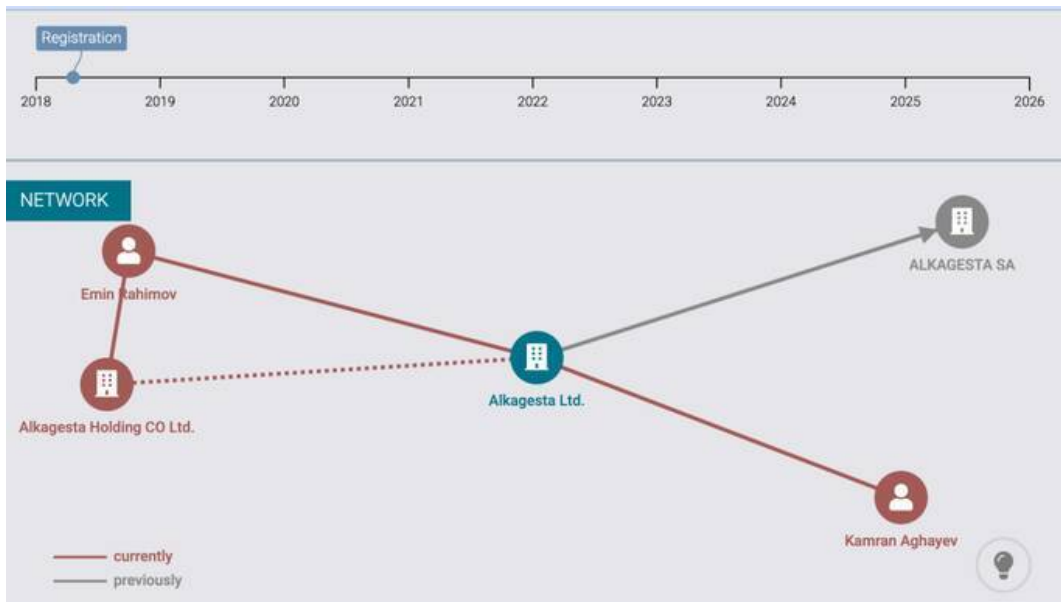 Registration
2018 2019 2020 2021 2022 2023 2024 2025 2026
NETWORK
ALKAGESTA SA
Emin Rahimov
Alkagesta Ltd.
Alkagesta Holding CO Ltd.
Kamran Aghayev
currently
previously